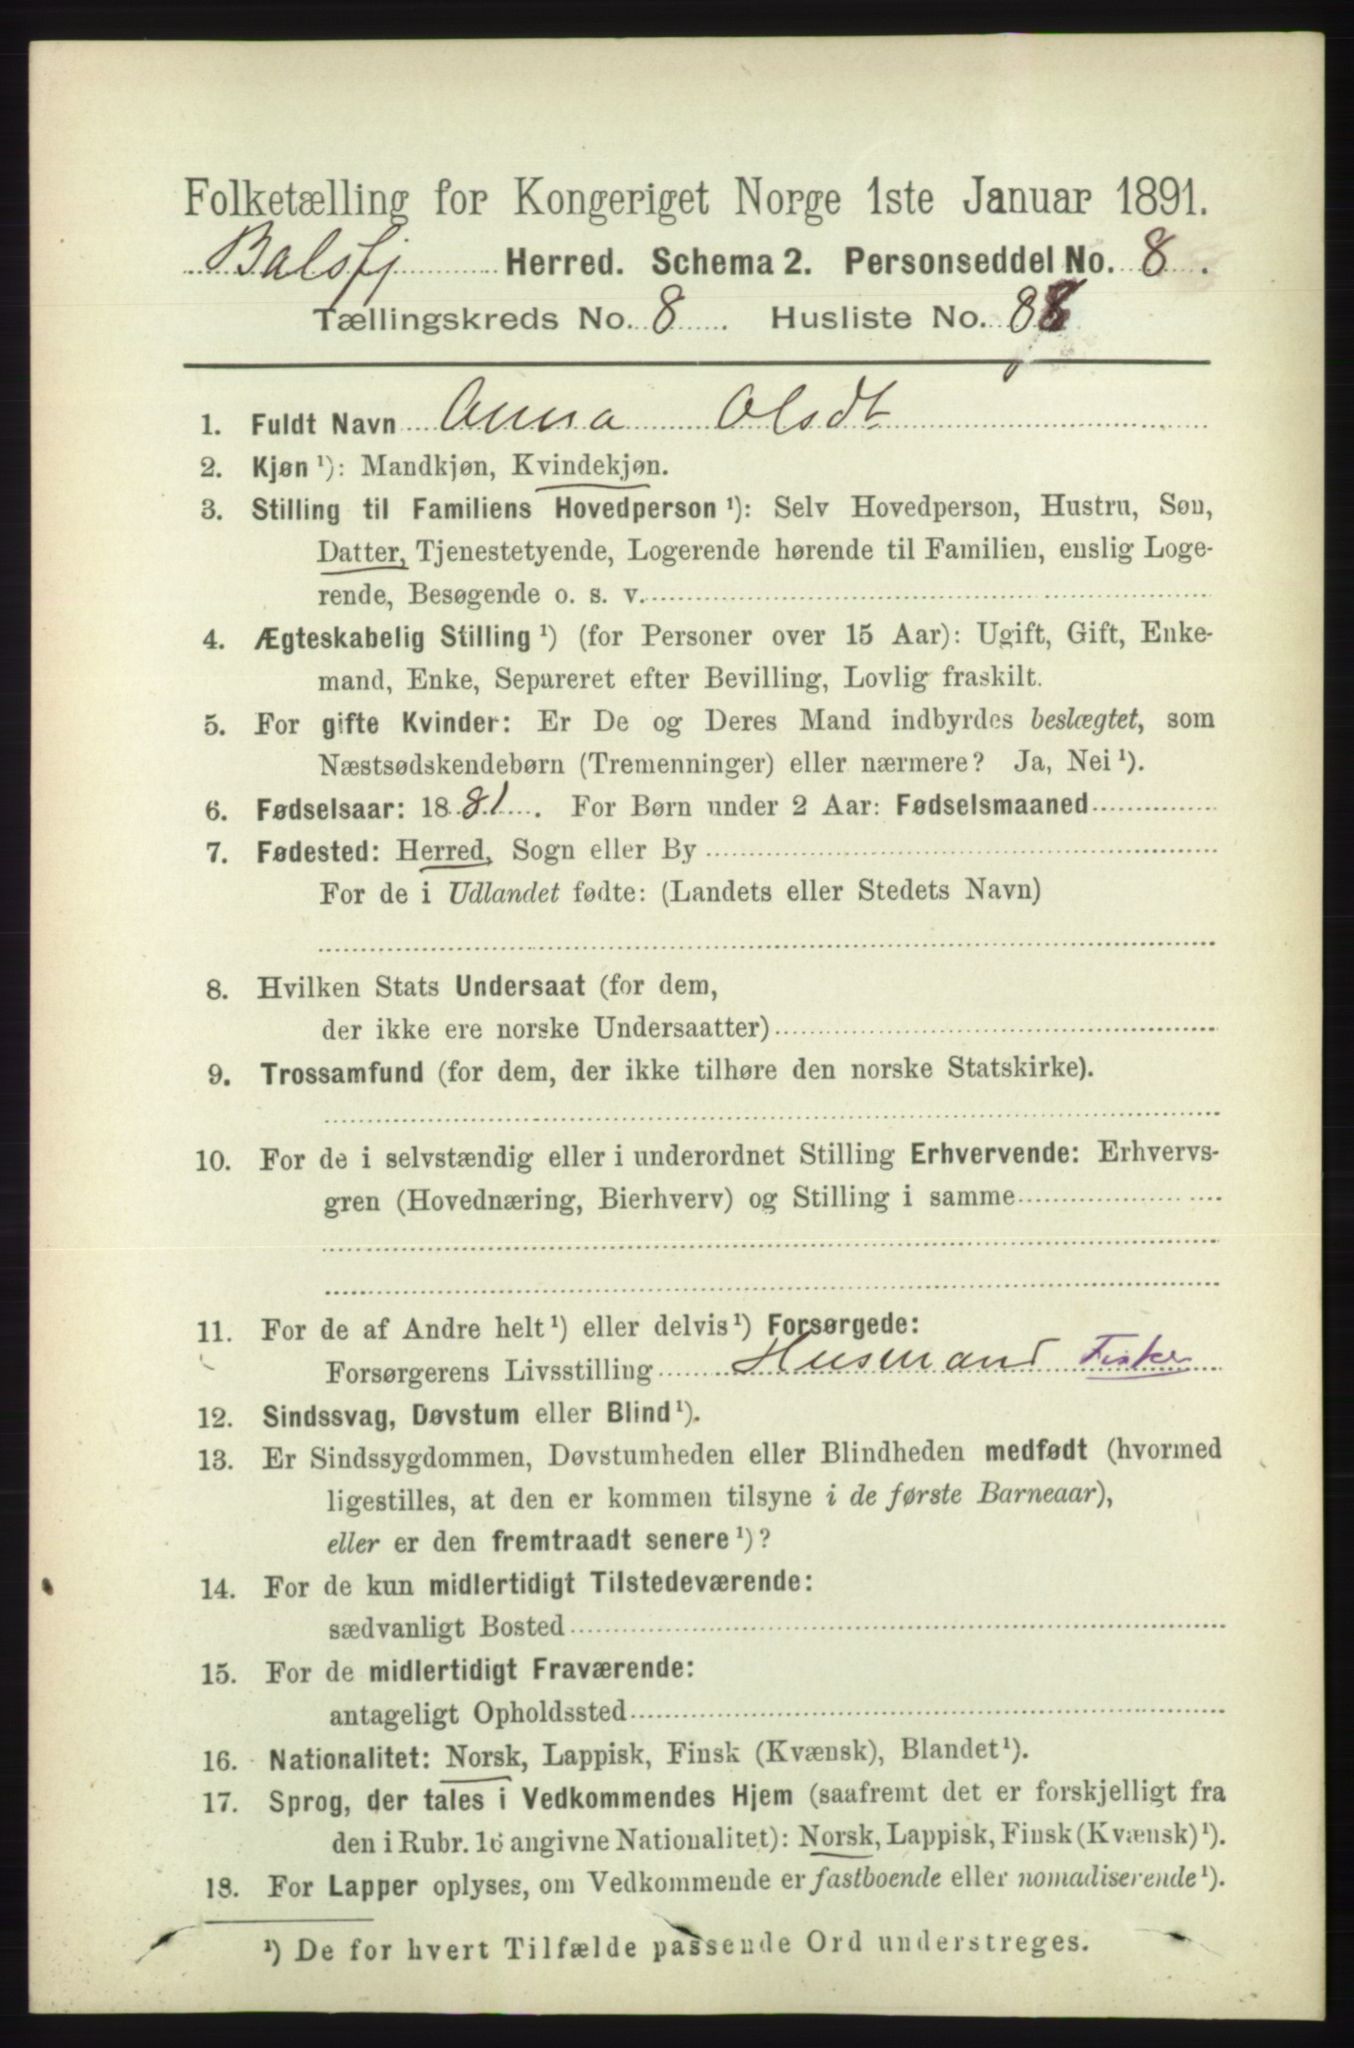 Folketælling for Kongeriget Norge 1ste Januar 1891.
Balsfj Herred. Schema 2. Personseddel No. 8.
Tællingskreds No. 8. Husliste No. 88
1. Fuldt Navn Anna Olsdt
2. Kjøn ¹): Mandkjøn, Kvindekjøn.
3. Stilling til Familiens Hovedperson ¹): Selv Hovedperson, Hustru, Søn,
Datter, Tjenestetyende, Logerende hørende til Familien, enslig Loge-
rende, Besøgende o. s. v.
4. Ægteskabelig Stilling ¹) (for Personer over 15 Aar): Ugift, Gift, Enke-
mand, Enke, Separeret efter Bevilling, Lovlig fraskilt.
5. For gifte Kvinder: Er De og Deres Mand indbyrdes beslægtet, som
Næstsødskendebørn (Tremenninger) eller nærmere? Ja, Nei ¹).
6. Fødselsaar: 1881. For Børn under 2 Aar: Fødselsmaaned
7. Fødested: Herred, Sogn eller By
For de i Udlandet fødte: (Landets eller Stedets Navn)
8. Hvilken Stats Undersaat (for dem,
der ikke ere norske Undersaatter)
9. Trossamfund (for dem, der ikke tilhøre den norske Statskirke).
10. For de i selvstændig eller i underordnet Stilling Erhvervende: Erhvervs-
gren (Hovednæring, Bierhverv) og Stilling i samme
11. For de af Andre helt ¹) eller delvis ¹) Forsørgede:
Forsørgerens Livsstilling Husmand Fisker
12. Sindssvag, Døvstum eller Blind ¹).
13. Er Sindssygdommen, Døvstumheden eller Blindheden medfødt (hvormed
ligestilles, at den er kommen tilsyne i de første Barneaar),
eller er den fremtraadt senere ¹)?
14. For de kun midlertidigt Tilstedeværende:
sædvanligt Bosted
15. For de midlertidigt Fraværende:
antageligt Opholdssted
16. Nationalitet: Norsk, Lappisk, Finsk (Kvænsk), Blandet ¹).
17. Sprog, der tales i Vedkommendes Hjem (saafremt det er forskjelligt fra
den i Rubr. 16 angivne Nationalitet): Norsk, Lappisk, Finsk (Kvænsk) ¹).
18. For Lapper oplyses, om Vedkommende er fastboende eller nomadiserende ¹).
¹) De for hvert Tilfælde passende Ord understreges.